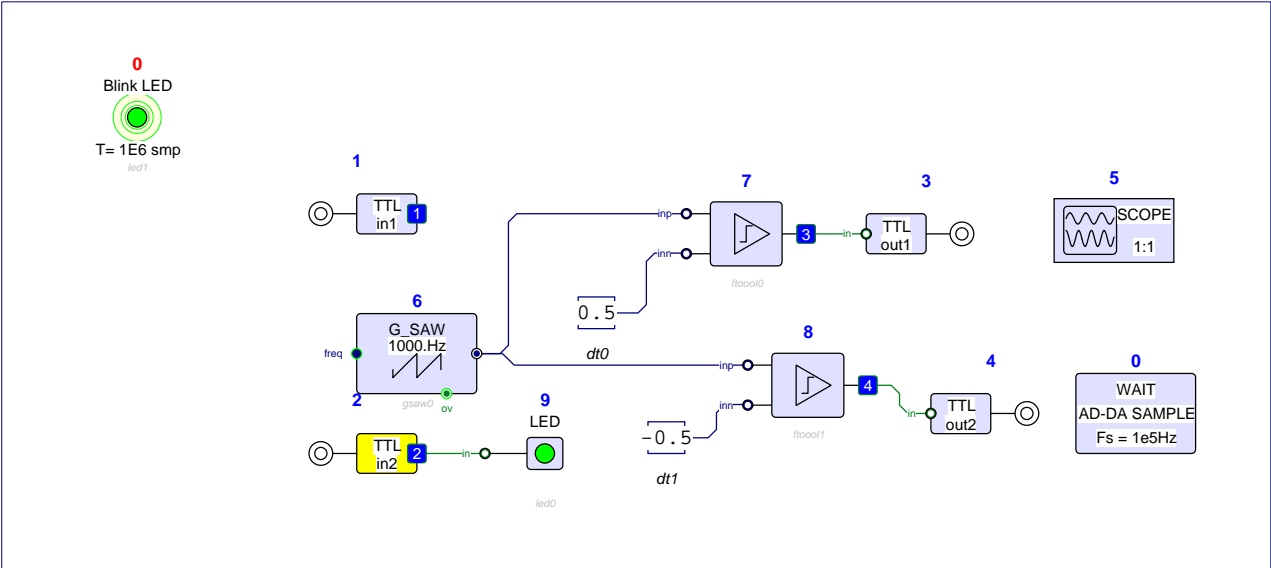 0
Blink LED
T= 1E6 smp
led1
1
TTL
in1
1
7
inp
inn
ftoool0
3
3
in
TTL
out1
5
SCOPE
1:1
0.5
dt0
6
G_SAW
1000.Hz
freq
gsaw0
ov
8
inp
inn
ftoool1
4
4
in
TTL
out2
0
WAIT
AD-DA SAMPLE
Fs = 1e5Hz
2
TTL
in2
2
in
9
LED
led0
-0.5
dt1